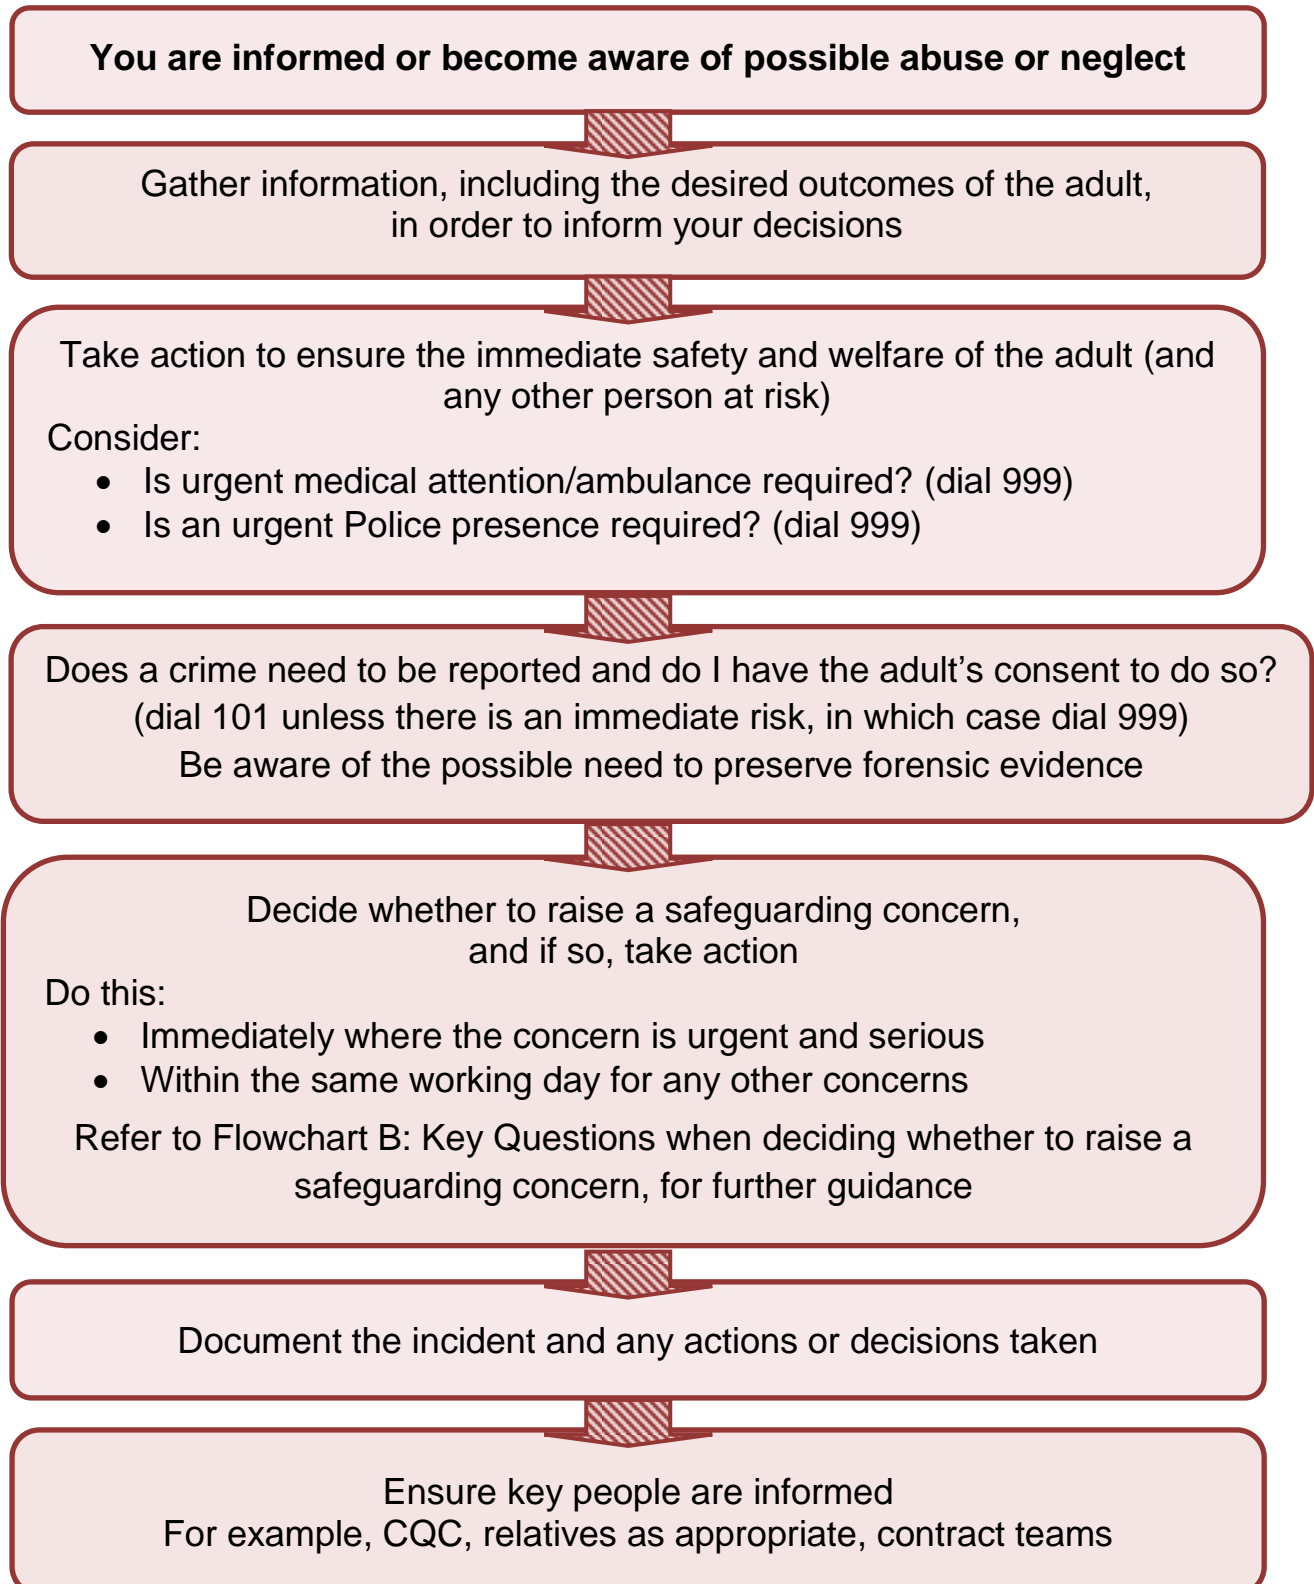 You are informed or become aware of possible abuse or neglect
Gather information, including the desired outcomes of the adult,
in order to inform your decisions
Take action to ensure the immediate safety and welfare of the adult (and
any other person at risk)
Consider:
• Is urgent medical attention/ambulance required? (dial 999)
• Is an urgent Police presence required? (dial 999)
Does a crime need to be reported and do I have the adult’s consent to do so?
(dial 101 unless there is an immediate risk, in which case dial 999)
Be aware of the possible need to preserve forensic evidence
Decide whether to raise a safeguarding concern,
and if so, take action
Do this:
• Immediately where the concern is urgent and serious
• Within the same working day for any other concerns
Refer to Flowchart B: Key Questions when deciding whether to raise a
safeguarding concern, for further guidance
Document the incident and any actions or decisions taken
Ensure key people are informed
For example, CQC, relatives as appropriate, contract teams